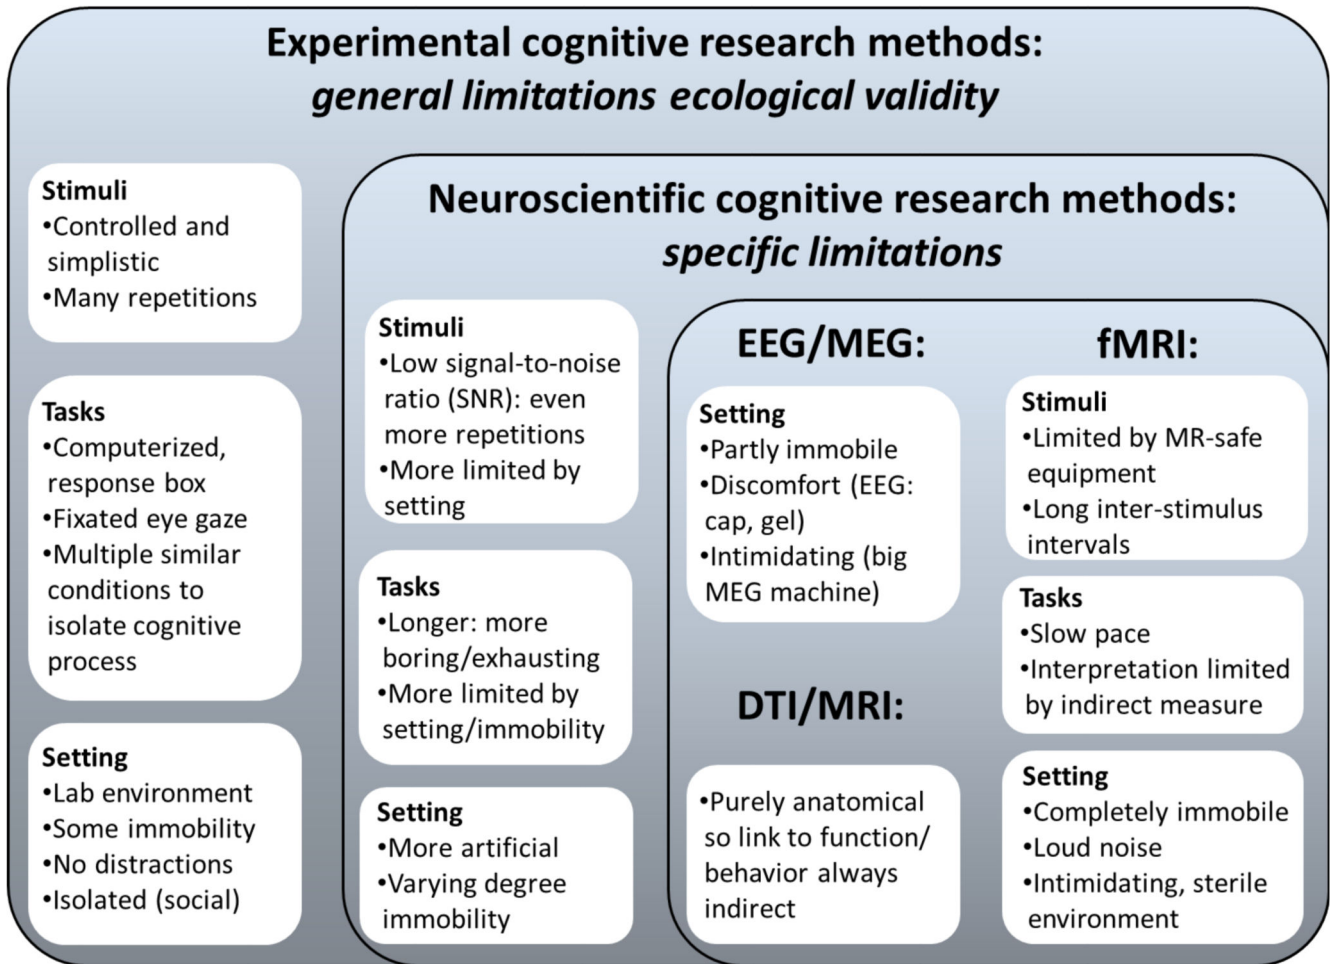 Experimental cognitive research methods:
general limitations ecological validity
Stimuli
•Controlled and
simplistic
•Many repetitions
Tasks
•Computerized,
response box
•Fixated eye gaze
•Multiple similar
conditions to
isolate cognitive
process
Setting
•Lab environment
•Some immobility
•No distractions
•Isolated (social)
Neuroscientific cognitive research methods:
specific limitations
Stimuli
•Low signal-to-noise
ratio (SNR): even
more repetitions
•More limited by
setting
Tasks
•Longer: more
boring/exhausting
•More limited by
setting/immobility
Setting
•More artificial
•Varying degree
immobility
EEG/MEG:
Setting
•Partly immobile
•Discomfort (EEG:
cap, gel)
•Intimidating (big
MEG machine)
DTI/MRI:
•Purely anatomical
so link to function/
behavior always
indirect
fMRI:
Stimuli
•Limited by MR-safe
equipment
•Long inter-stimulus
intervals
Tasks
•Slow pace
•Interpretation limited
by indirect measure
Setting
•Completely immobile
•Loud noise
•Intimidating, sterile
environment